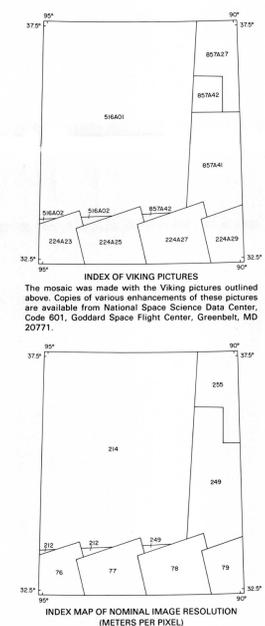 95° 90°
37.5° 37.5°
857A27
857A42
516A01
857A41
516A02 516A02 857A42
224A23 224A25 224A27 224A29
32.5° 32.5°
95° 90°
INDEX OF VIKING PICTURES
The mosaic was made with the Viking pictures outlined
above. Copies of various enhancements of these pictures
are available from National Space Science Data Center,
Code 601, Goddard Space Flight Center, Greenbelt, MD
20771.
95° 90°
37.5° 37.5°
255
214
249
212 212 249
76 77 78 79
32.5° 32.5°
95° 90°
INDEX MAP OF NOMINAL IMAGE RESOLUTION
(METERS PER PIXEL)